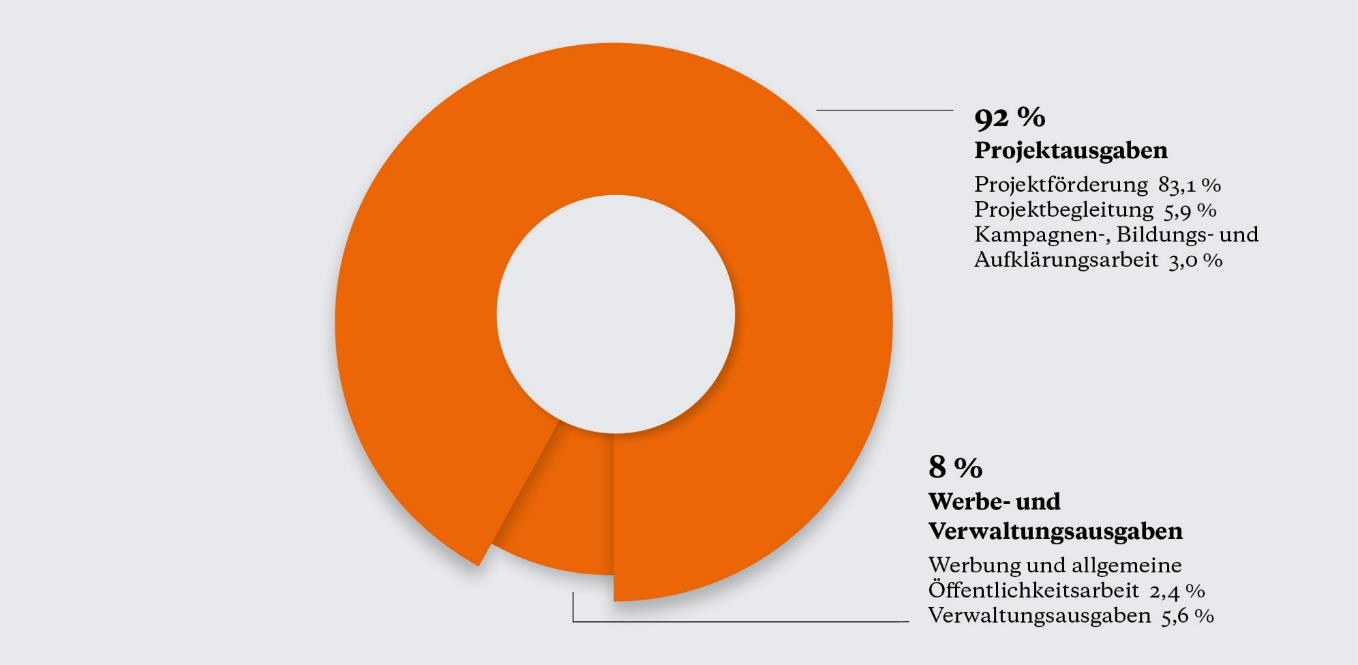 92 %
Projektausgaben
Projektförderung 83,1 %
Projektbegleitung 5,9 %
Kampagnen-, Bildungs- und
Aufklärungsarbeit 3,0 %
8 %
Werbe- und
Verwaltungsausgaben
Werbung und allgemeine
Öffentlichkeitsarbeit 2,4 %
Verwaltungsausgaben 5,6 %